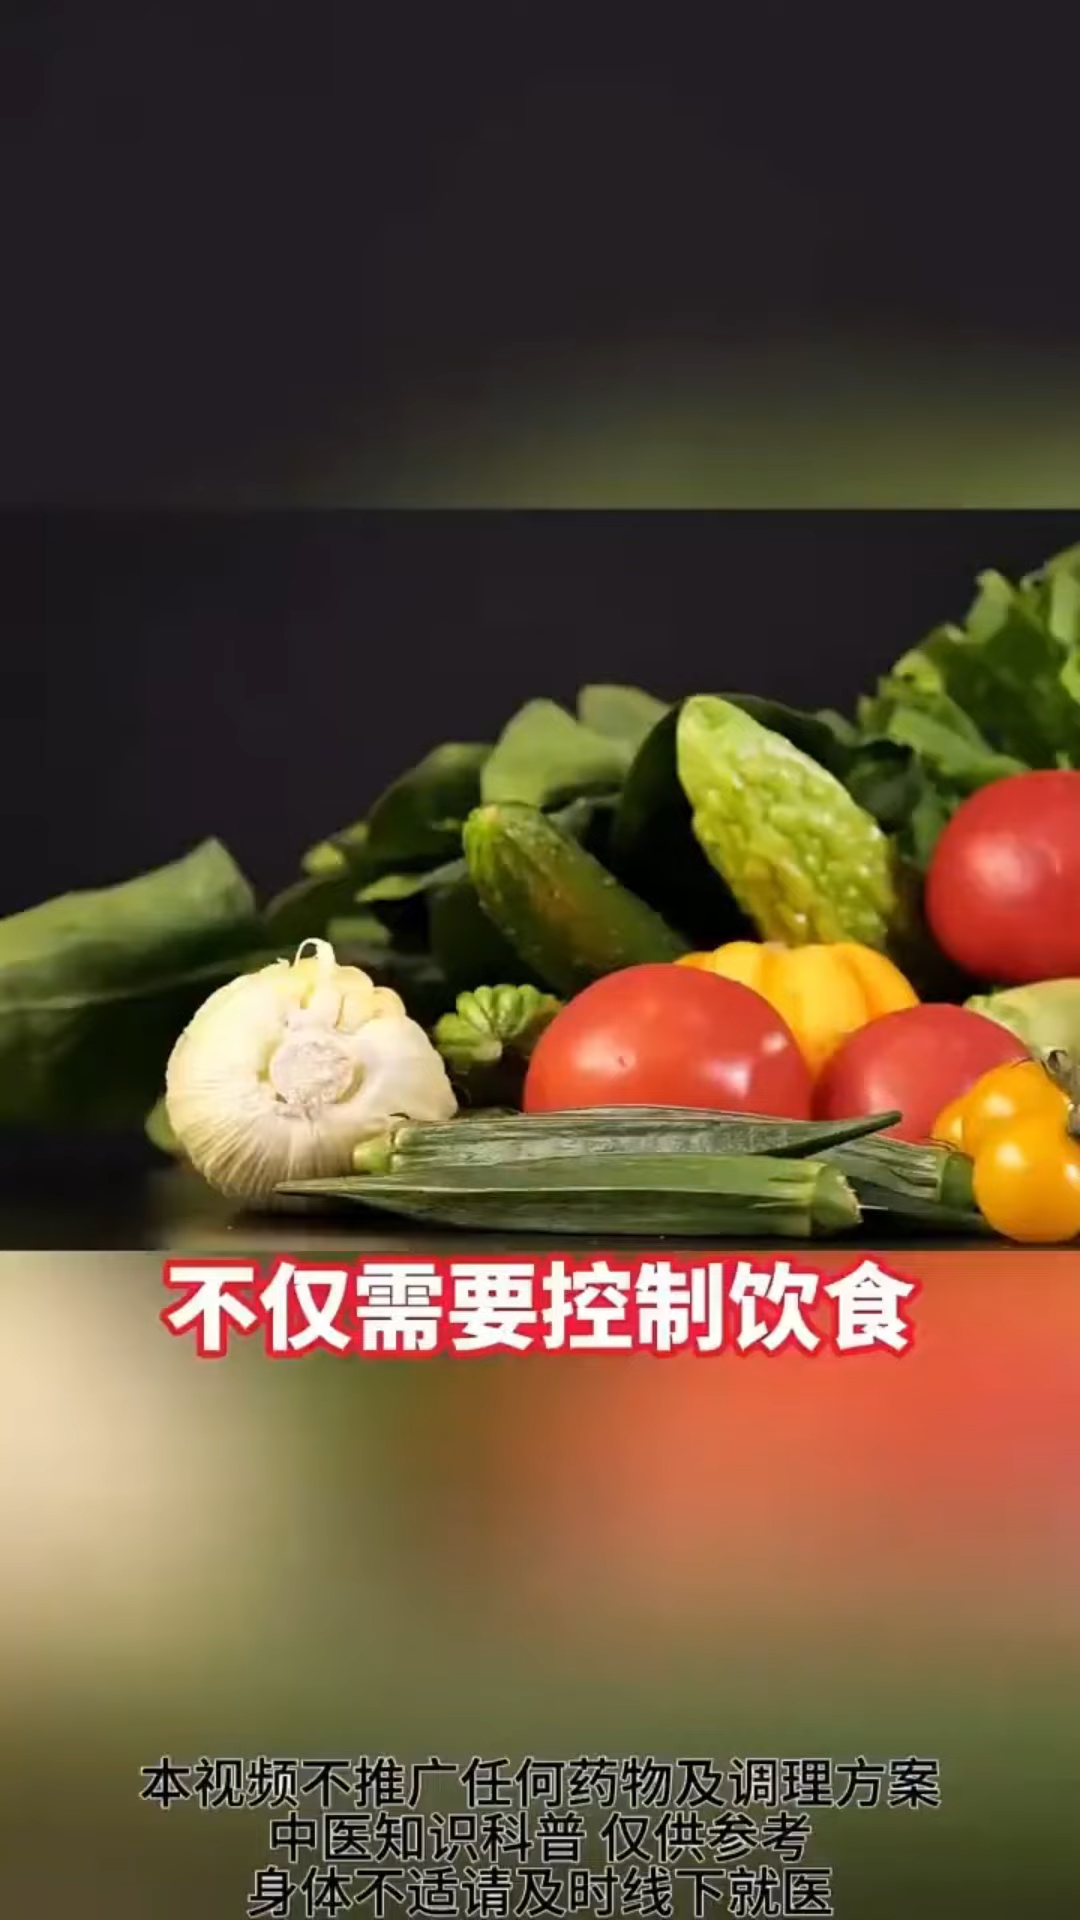 不仅需要控制饮食
本视频不推广任何药物及调理方案
中医知识科普 仅供参考
身体不适请及时线下就医